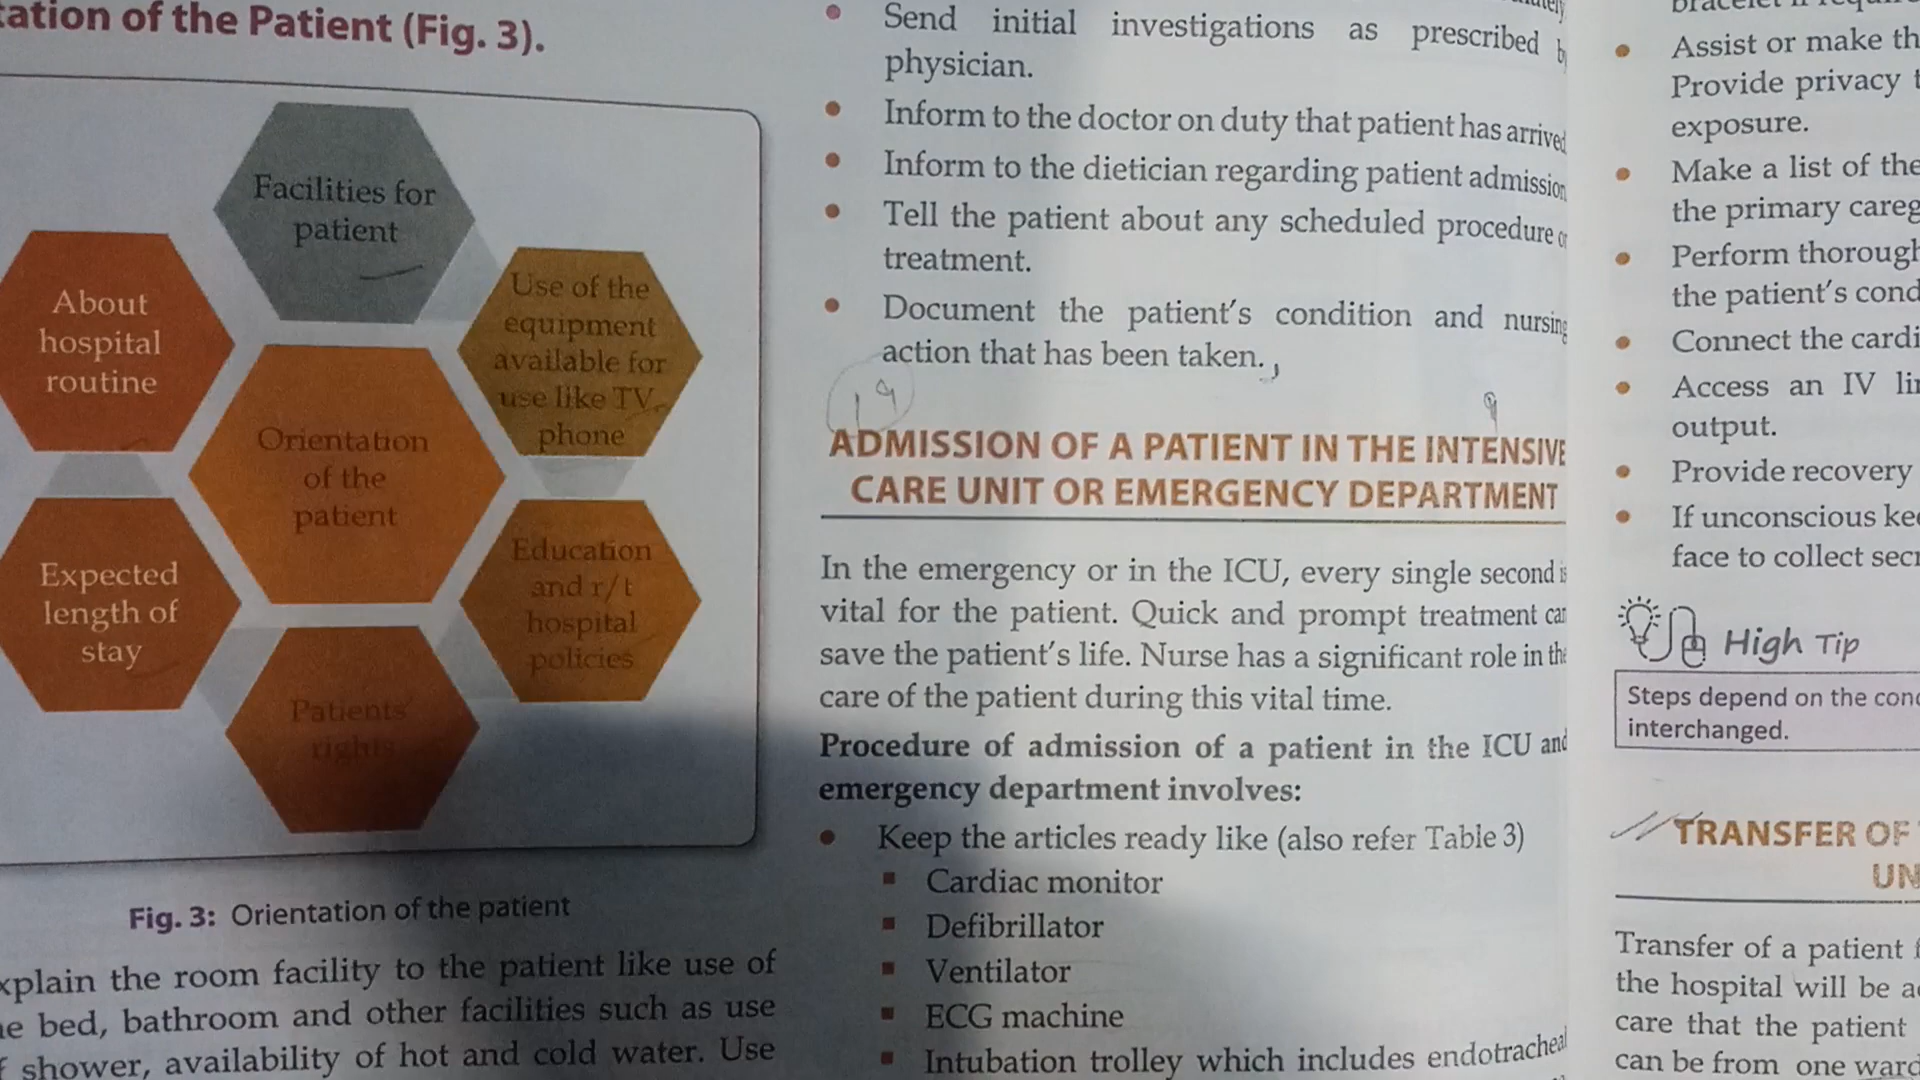 ation of the Patient (Fig. 3).
Facilities for
patient
About
hospital
routine
Use of the
equipment
available for
use like TV,
phone
Orientation
of the
patient
Expected
length of
stay
Education
and r/t
hospital
policies
Patients'
rights
Fig. 3: Orientation of the patient
xplain the room facility to the patient like use of
bed, bathroom and other facilities such as use
shower, availability of hot and cold water. Use
Send initial investigations as prescribed
physician.
Inform to the doctor on duty that patient has arrived
Inform to the dietician regarding patient admission
Tell the patient about any scheduled procedure or
treatment.
Document the patient's condition and nursing
action that has been taken.
19
ADMISSION OF A PATIENT IN THE INTENSIVE
CARE UNIT OR EMERGENCY DEPARTMENT
In the emergency or in the ICU, every single second is
vital for the patient. Quick and prompt treatment can
save the patient's life. Nurse has a significant role in the
care of the patient during this vital time.
Procedure of admission of a patient in the ICU and
emergency department involves:
Keep the articles ready like (also refer Table 3)
Cardiac monitor
Defibrillator
Ventilator
ECG machine
Intubation trolley which includes endotracheal
Assist or make th
Provide privacy t
exposure.
Make a list of the
the primary careg
Perform thorough
the patient's cond
Connect the cardi
Access an IV lin
output.
Provide recovery
If unconscious kee
face to collect secr
High Tip
Steps depend on the cond
interchanged.
TRANSFER OF
UN
Transfer of a patient f
the hospital will be a
care that the patient
can be from one ward